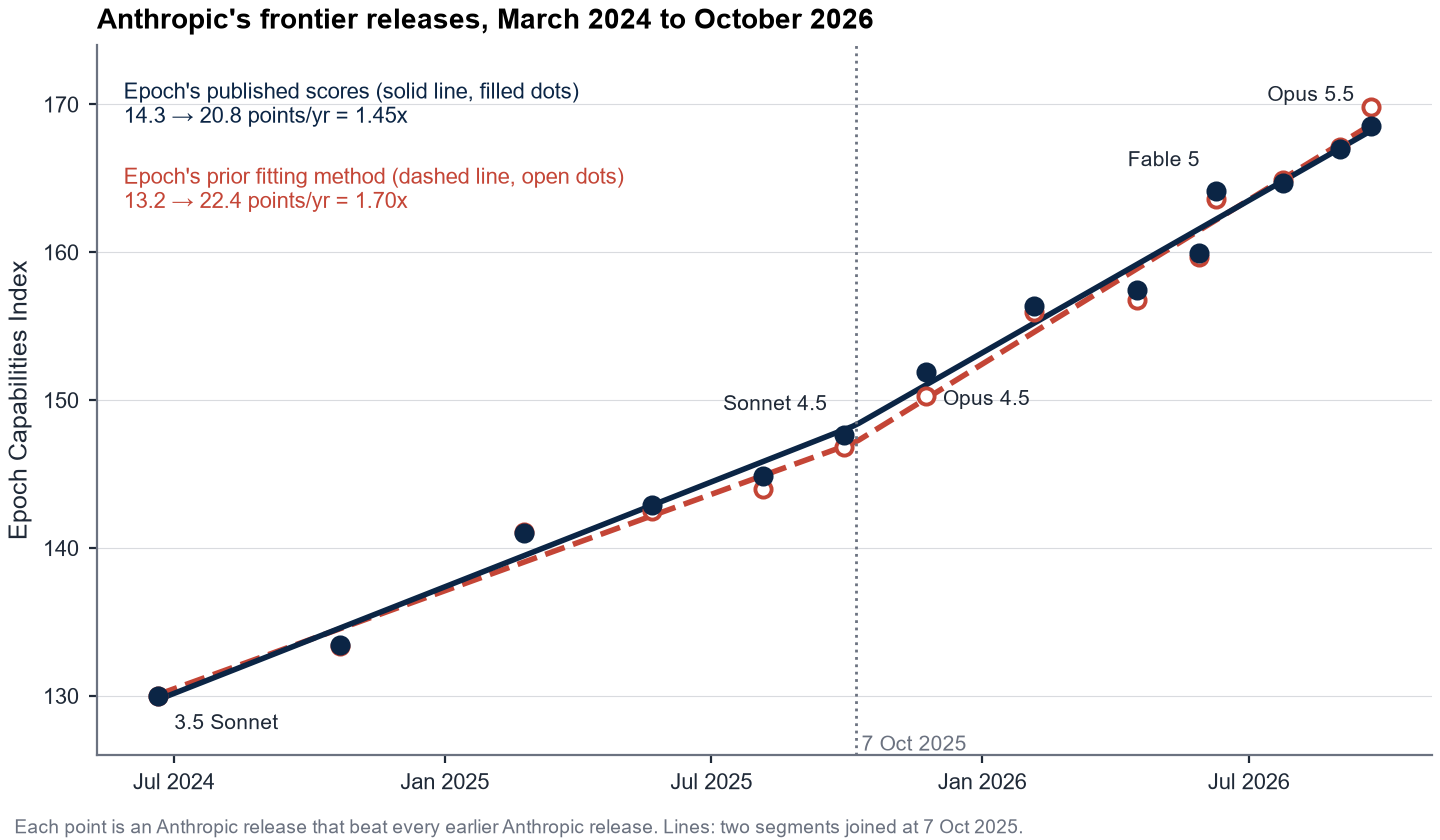 Anthropic's frontier releases, March 2024 to October 2026
Epoch's published scores (solid line, filled dots)
14.3 → 20.8 points/yr = 1.45x
Epoch's prior fitting method (dashed line, open dots)
13.2 → 22.4 points/yr = 1.70x
Opus 5.5
Fable 5
Sonnet 4.5
Opus 4.5
3.5 Sonnet
7 Oct 2025
Epoch Capabilities Index
170
160
150
140
130
Jul 2024
Jan 2025
Jul 2025
Jan 2026
Jul 2026
Each point is an Anthropic release that beat every earlier Anthropic release. Lines: two segments joined at 7 Oct 2025.